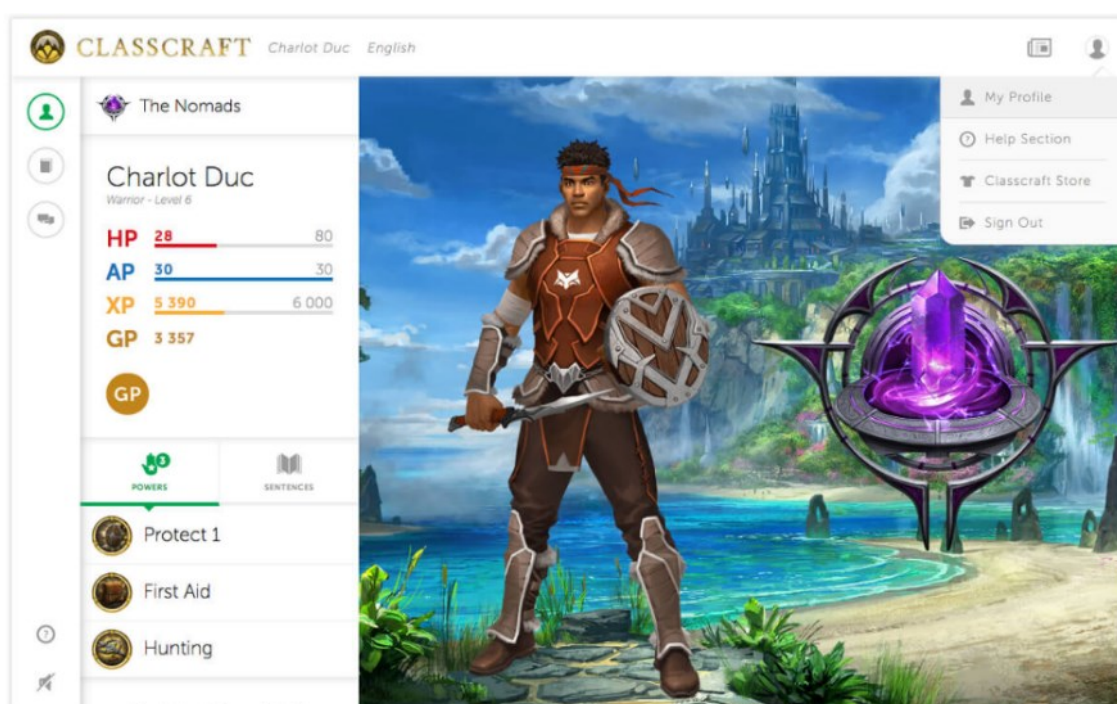 CLASSCRAFT Charlot Duc English
The Nomads
Charlot Duc
Warrior - Level 6
HP 28 80
AP 30 30
XP 5 390 6 000
GP 3 357
GP
3
POWERS SENTENCES
Protect 1
First Aid
Hunting
?
My Profile
? Help Section
Classcraft Store
Sign Out